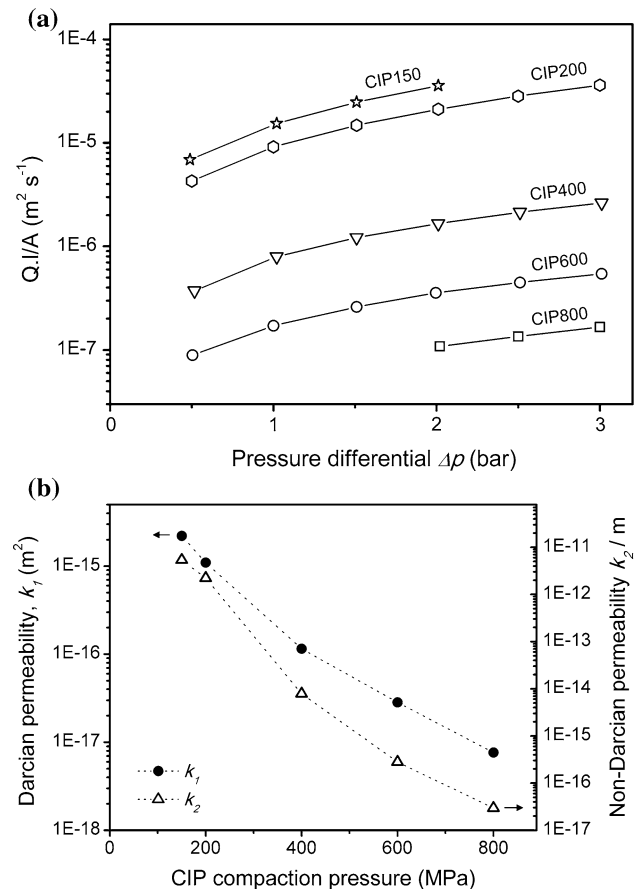 (a)
1E-4
1E-5
1E-6
1E-7
Q.l/A (m² s⁻¹)
CIP150
CIP200
CIP400
CIP600
CIP800
0
1
2
3
Pressure differential Δp (bar)
(b)
1E-15
1E-16
1E-17
1E-18
Darcian permeability, k₁ (m²)
k₁
k₂
1E-11
1E-12
1E-13
1E-14
1E-15
1E-16
1E-17
Non-Darcian permeability k₂ / m
0
200
400
600
800
CIP compaction pressure (MPa)